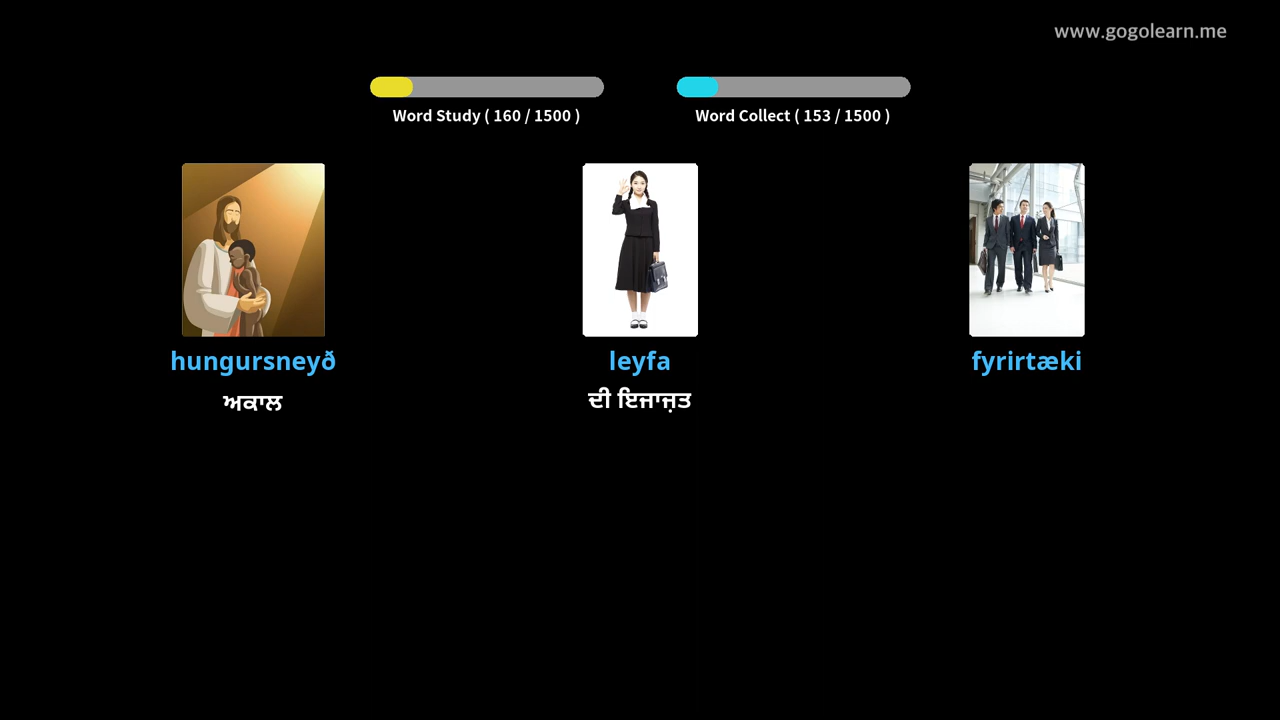 www.gogolearn.me
Word Study ( 160 / 1500 )
Word Collect ( 153 / 1500 )
hungursneyð
leyfa
fyrirtæki
ਅਕਾਲ
ਦੀ ਇਜਾਜ਼ਤ